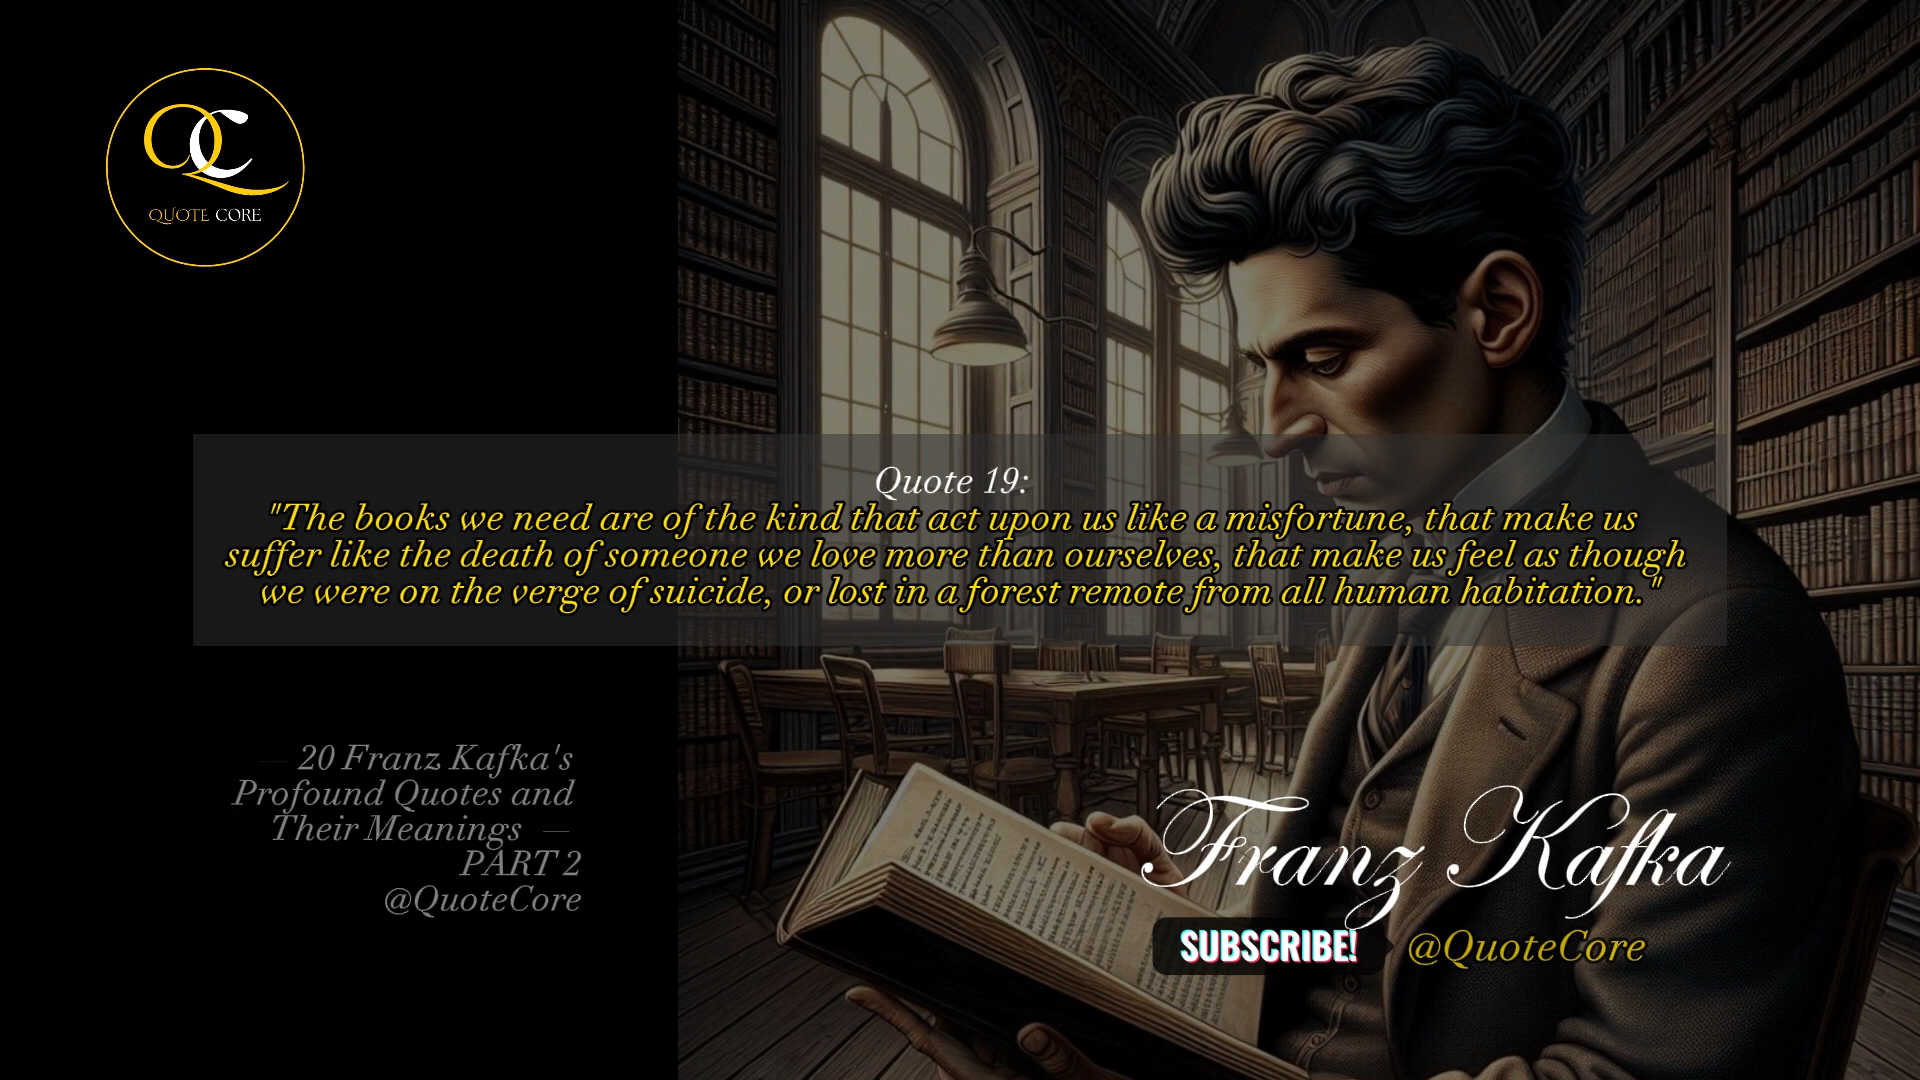 QC
QUOTE CORE
Quote 19:
"The books we need are of the kind that act upon us like a misfortune, that make us
suffer like the death of someone we love more than ourselves, that make us feel as though
we were on the verge of suicide, or lost in a forest remote from all human habitation."
— 20 Franz Kafka's
Profound Quotes and
Their Meanings —
PART 2
@QuoteCore
Franz Kafka
SUBSCRIBE!
@QuoteCore